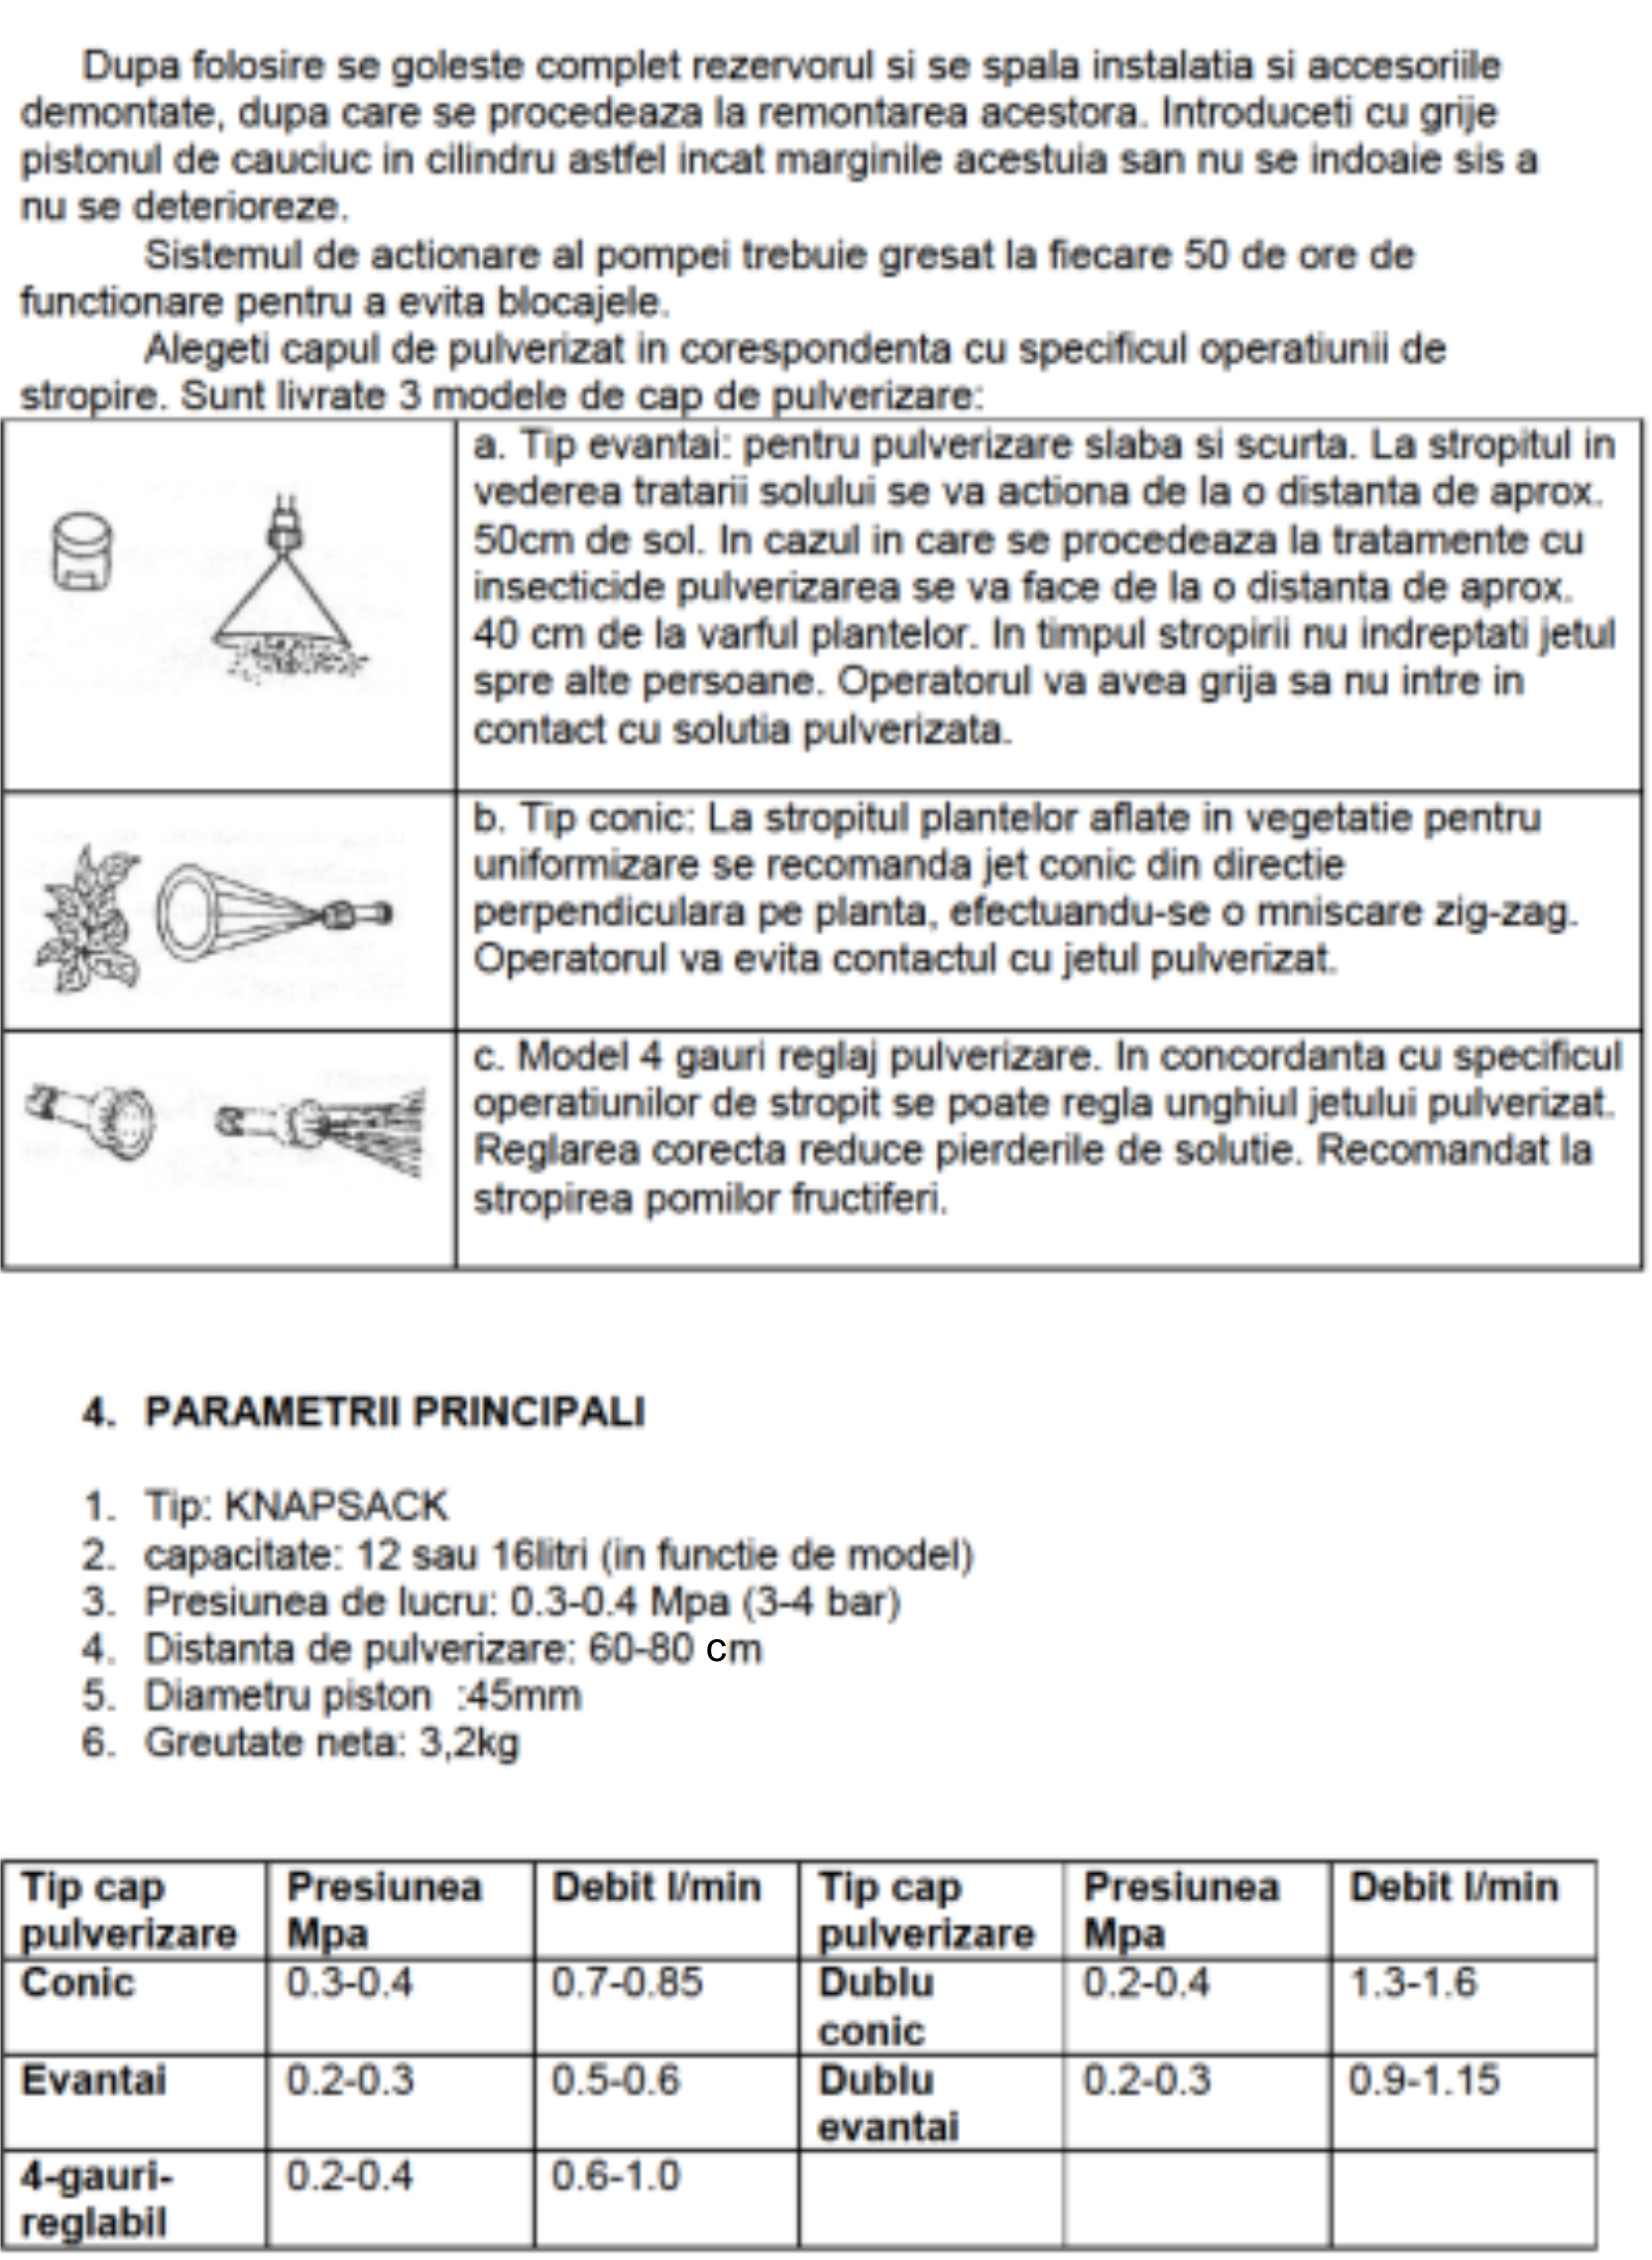 Dupa folosire se goleste complet rezervorul si se spala instalatia si accesoriile
demontate, dupa care se procedeaza la remontarea acestora. Introduceti cu grije
pistonul de cauciuc in cilindru astfel incat marginile acestuia san nu se indoaie sis a
nu se deterioreze.
Sistemul de actionare al pompei trebuie gresat la fiecare 50 de ore de
functionare pentru a evita blocajele.
Alegeti capul de pulverizat in corespondenta cu specificul operatiunii de
stropire. Sunt livrate 3 modele de cap de pulverizare:
a. Tip evantai: pentru pulverizare slaba si scurta. La stropitul in
vederea tratarii solului se va actiona de la o distanta de aprox.
50cm de sol. In cazul in care se procedeaza la tratamente cu
insecticide pulverizarea se va face de la o distanta de aprox.
40 cm de la varful plantelor. In timpul stropirii nu indreptati jetul
spre alte persoane. Operatorul va avea grija sa nu intre in
contact cu solutia pulverizata.
b. Tip conic: La stropitul plantelor aflate in vegetatie pentru
uniformizare se recomanda jet conic din directie
perpendiculara pe planta, efectuandu-se o mniscare zig-zag.
Operatorul va evita contactul cu jetul pulverizat.
c. Model 4 gauri reglaj pulverizare. In concordanta cu specificul
operatiunilor de stropit se poate regla unghiul jetului pulverizat.
Reglarea corecta reduce pierderile de solutie. Recomandat la
stropirea pomilor fructiferi.
4. PARAMETRII PRINCIPALI
1. Tip: KNAPSACK
2. capacitate: 12 sau 16litri (in functie de model)
3. Presiunea de lucru: 0.3-0.4 Mpa (3-4 bar)
4. Distanta de pulverizare: 60-80 cm
5. Diametru piston :45mm
6. Greutate neta: 3,2kg
Tip cap Presiunea Debit l/min Tip cap Presiunea Debit l/min
pulverizare Mpa pulverizare Mpa
Conic 0.3-0.4 0.7-0.85 Dublu 0.2-0.4 1.3-1.6
conic
Evantai 0.2-0.3 0.5-0.6 Dublu 0.2-0.3 0.9-1.15
evantai
4-gauri- 0.2-0.4 0.6-1.0
reglabil